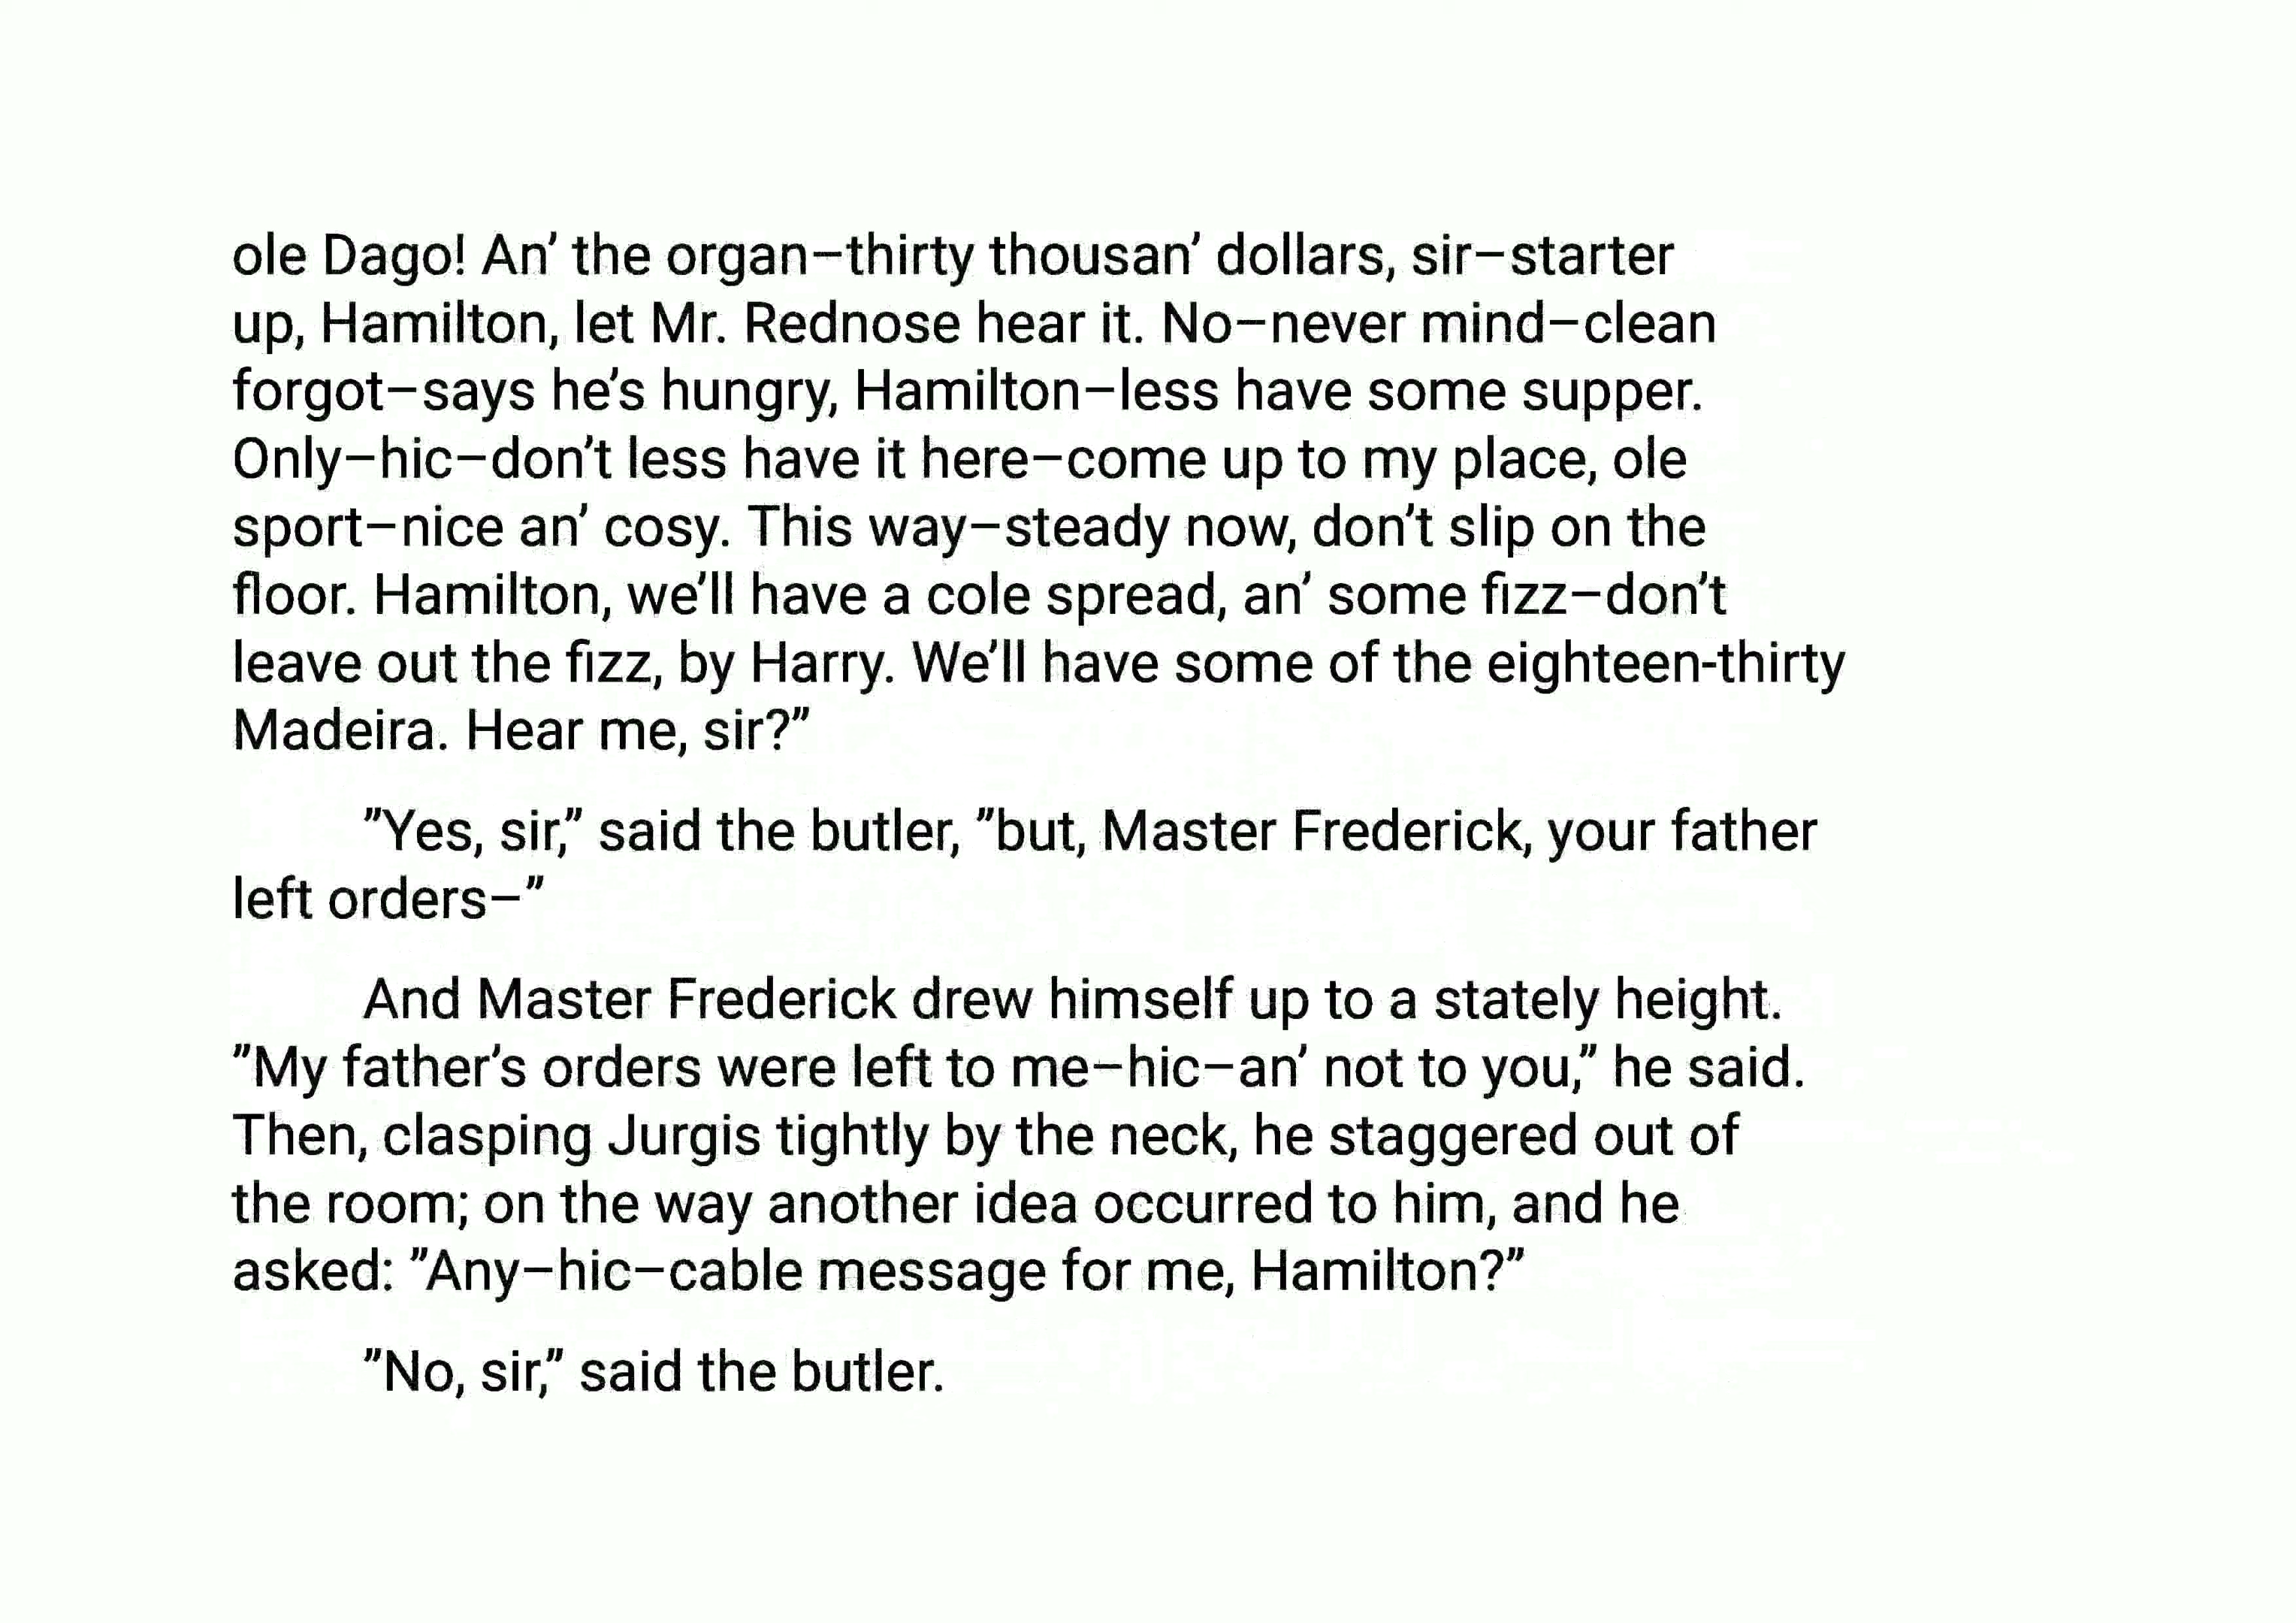 ole Dago! An’ the organ–thirty thousan’ dollars, sir–starter
up, Hamilton, let Mr. Rednose hear it. No–never mind–clean
forgot–says he’s hungry, Hamilton–less have some supper.
Only–hic–don’t less have it here–come up to my place, ole
sport–nice an’ cosy. This way–steady now, don’t slip on the
floor. Hamilton, we’ll have a cole spread, an’ some fizz–don’t
leave out the fizz, by Harry. We’ll have some of the eighteen-thirty
Madeira. Hear me, sir?”
”Yes, sir,” said the butler, ”but, Master Frederick, your father
left orders–”
And Master Frederick drew himself up to a stately height.
”My father’s orders were left to me–hic–an’ not to you,” he said.
Then, clasping Jurgis tightly by the neck, he staggered out of
the room; on the way another idea occurred to him, and he
asked: ”Any–hic–cable message for me, Hamilton?”
”No, sir,” said the butler.